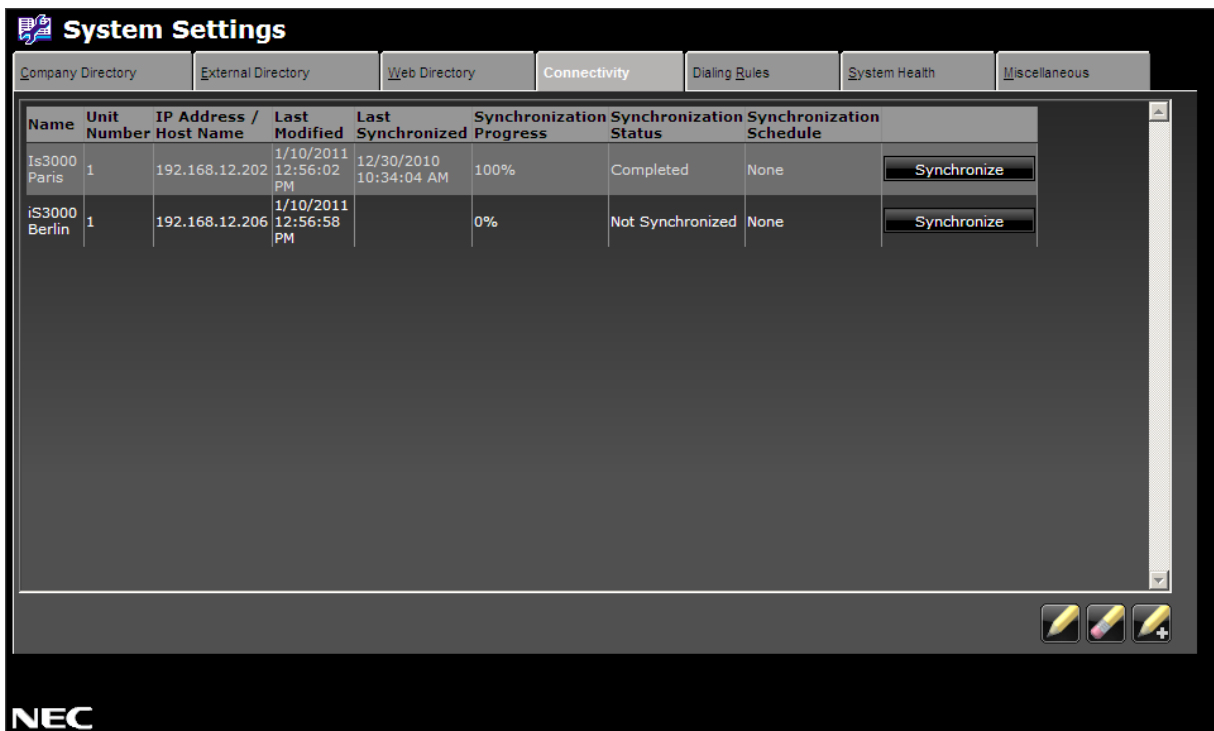 System Settings
Company Directory External Directory Web Directory Connectivity Dialing Rules System Health Miscellaneous
Name Unit Number IP Address / Host Name Last Modified Last Synchronized Synchronization Progress Synchronization Status Synchronization Schedule
Is3000 Paris 1 192.168.12.202 1/10/2011 12:56:02 PM 12/30/2010 10:34:04 AM 100% Completed None Synchronize
iS3000 Berlin 1 192.168.12.206 1/10/2011 12:56:58 PM 0% Not Synchronized None Synchronize
NEC